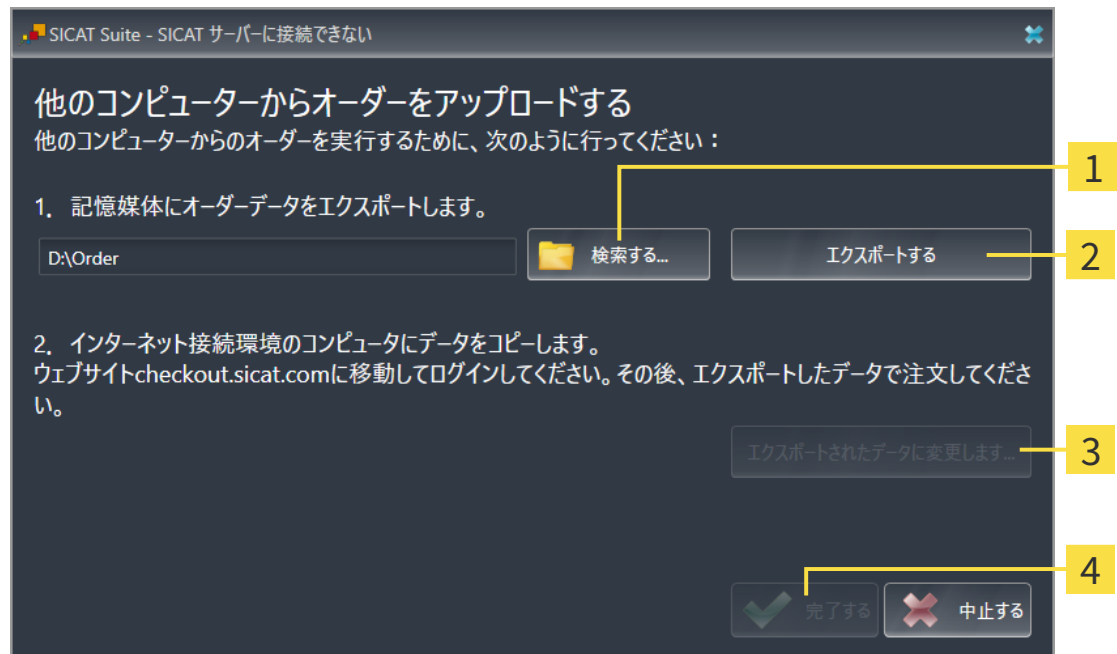 SICAT Suite - SICAT サーバーに接続できない
他のコンピューターからオーダーをアップロードする
他のコンピューターからのオーダーを実行するために、次のように行ってください：
1
1. 記憶媒体にオーダーデータをエクスポートします。
D:\Order
検索する...
エクスポートする
2
2. インターネット接続環境のコンピュータにデータをコピーします。
ウェブサイトcheckout.sicat.comに移動してログインしてください。その後、エクスポートしたデータで注文してくださ
い。
エクスポートされたデータに変更します...
3
4
完了する
中止する